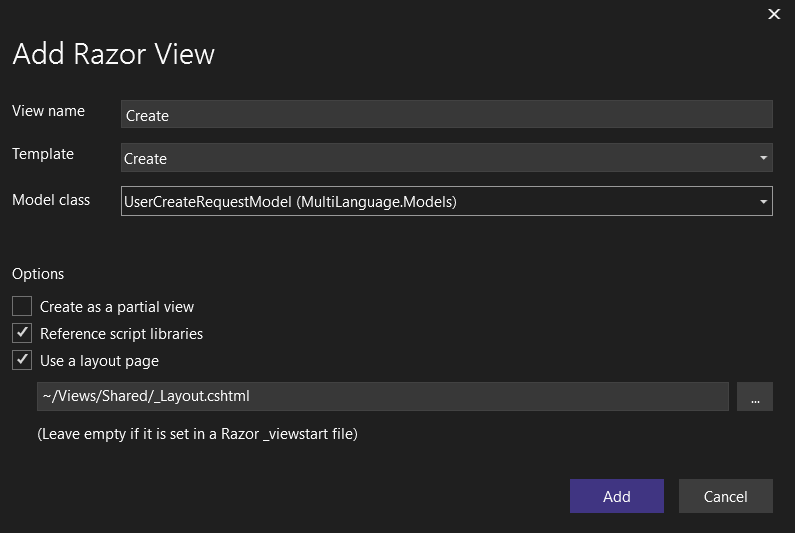 Add Razor View
View name
Create
Template
Create
Model class
UserCreateRequestModel (MultiLanguage.Models)
Options
Create as a partial view
Reference script libraries
Use a layout page
~/Views/Shared/_Layout.cshtml
...
(Leave empty if it is set in a Razor _viewstart file)
Add
Cancel